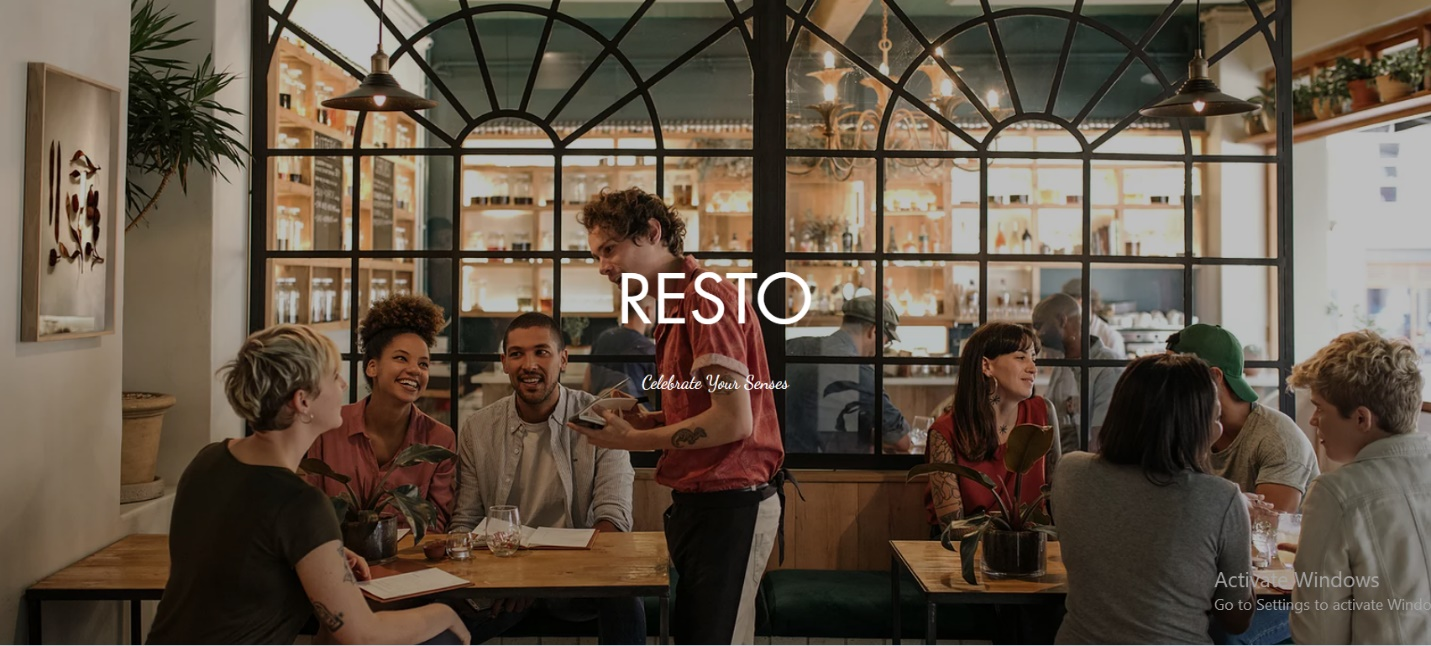 RESTO
Celebrate Your Senses
Activate Windows
Go to Settings to activate Windo